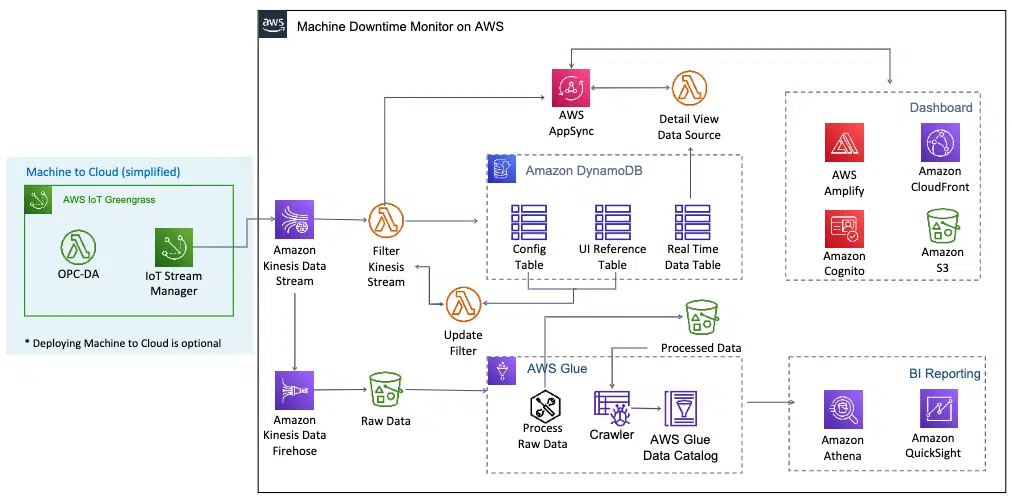 aws
Machine Downtime Monitor on AWS
AWS
AppSync
Detail View
Data Source
Dashboard
AWS
Amplify
Amazon
CloudFront
Amazon
Cognito
Amazon
S3
Machine to Cloud (simplified)
AWS IoT Greengrass
OPC-DA
IoT Stream
Manager
* Deploying Machine to Cloud is optional
Amazon
Kinesis Data
Stream
Filter
Kinesis
Stream
Amazon DynamoDB
Config
Table
UI Reference
Table
Real Time
Data Table
Update
Filter
Processed Data
Amazon
Kinesis Data
Firehose
Raw Data
AWS Glue
Process
Raw Data
Crawler
AWS Glue
Data Catalog
BI Reporting
Amazon
Athena
Amazon
QuickSight